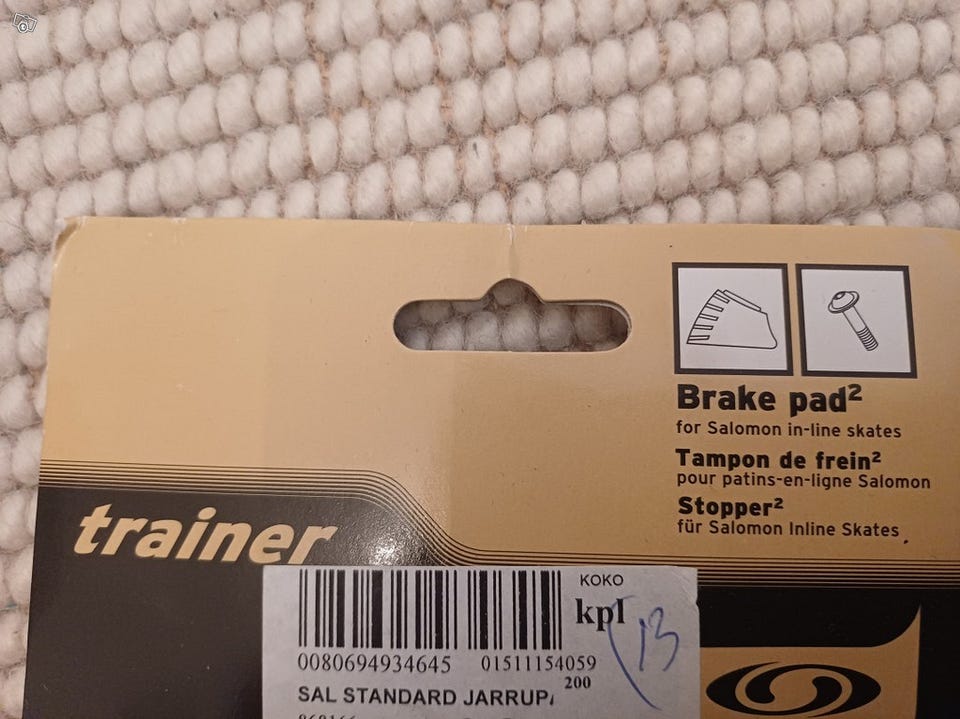 Brake pad²
for Salomon in-line skates
Tampon de frein²
pour patins-en-ligne Salomon
Stopper²
für Salomon Inline Skates
trainer
KOKO
kpl
13
0080694934645 01511154059
200
SAL STANDARD JARRUP